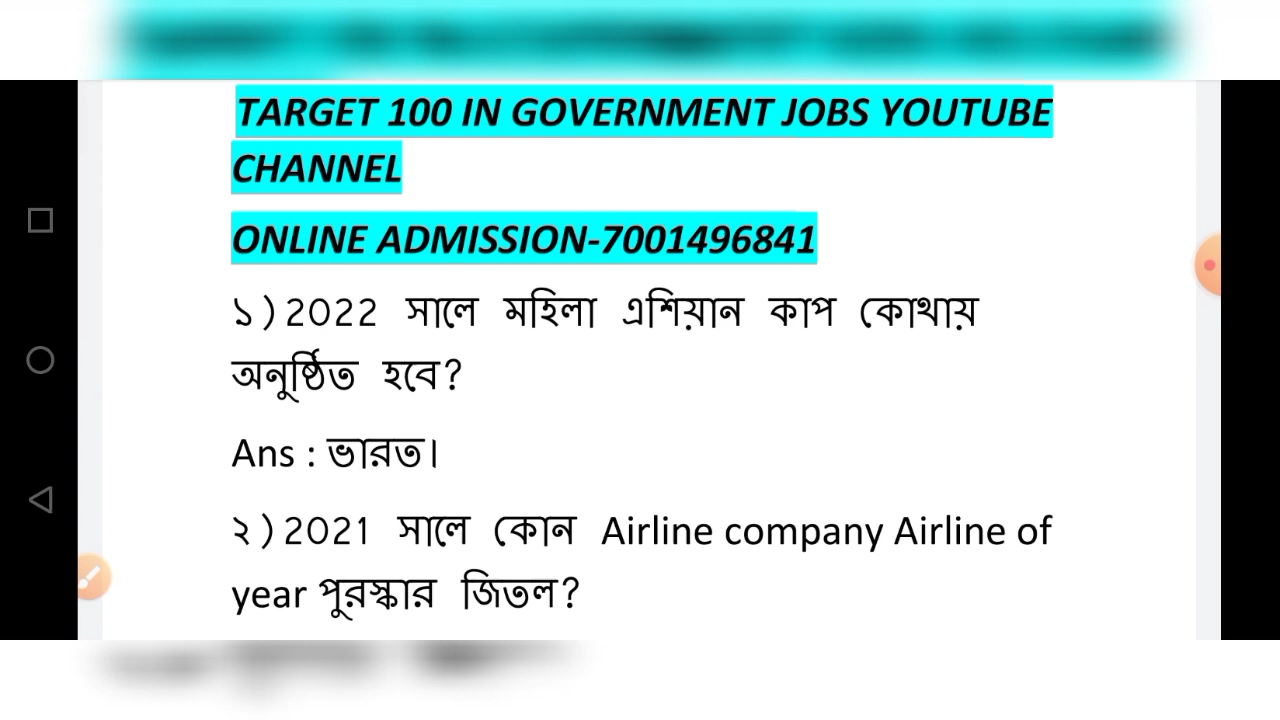 TARGET 100 IN GOVERNMENT JOBS YOUTUBE
CHANNEL
ONLINE ADMISSION-7001496841
১)2022 সালে মহিলা এশিয়ান কাপ কোথায়
অনুষ্ঠিত হবে?
Ans : ভারত।
২)2021 সালে কোন Airline company Airline of
year পুরস্কার জিতল?